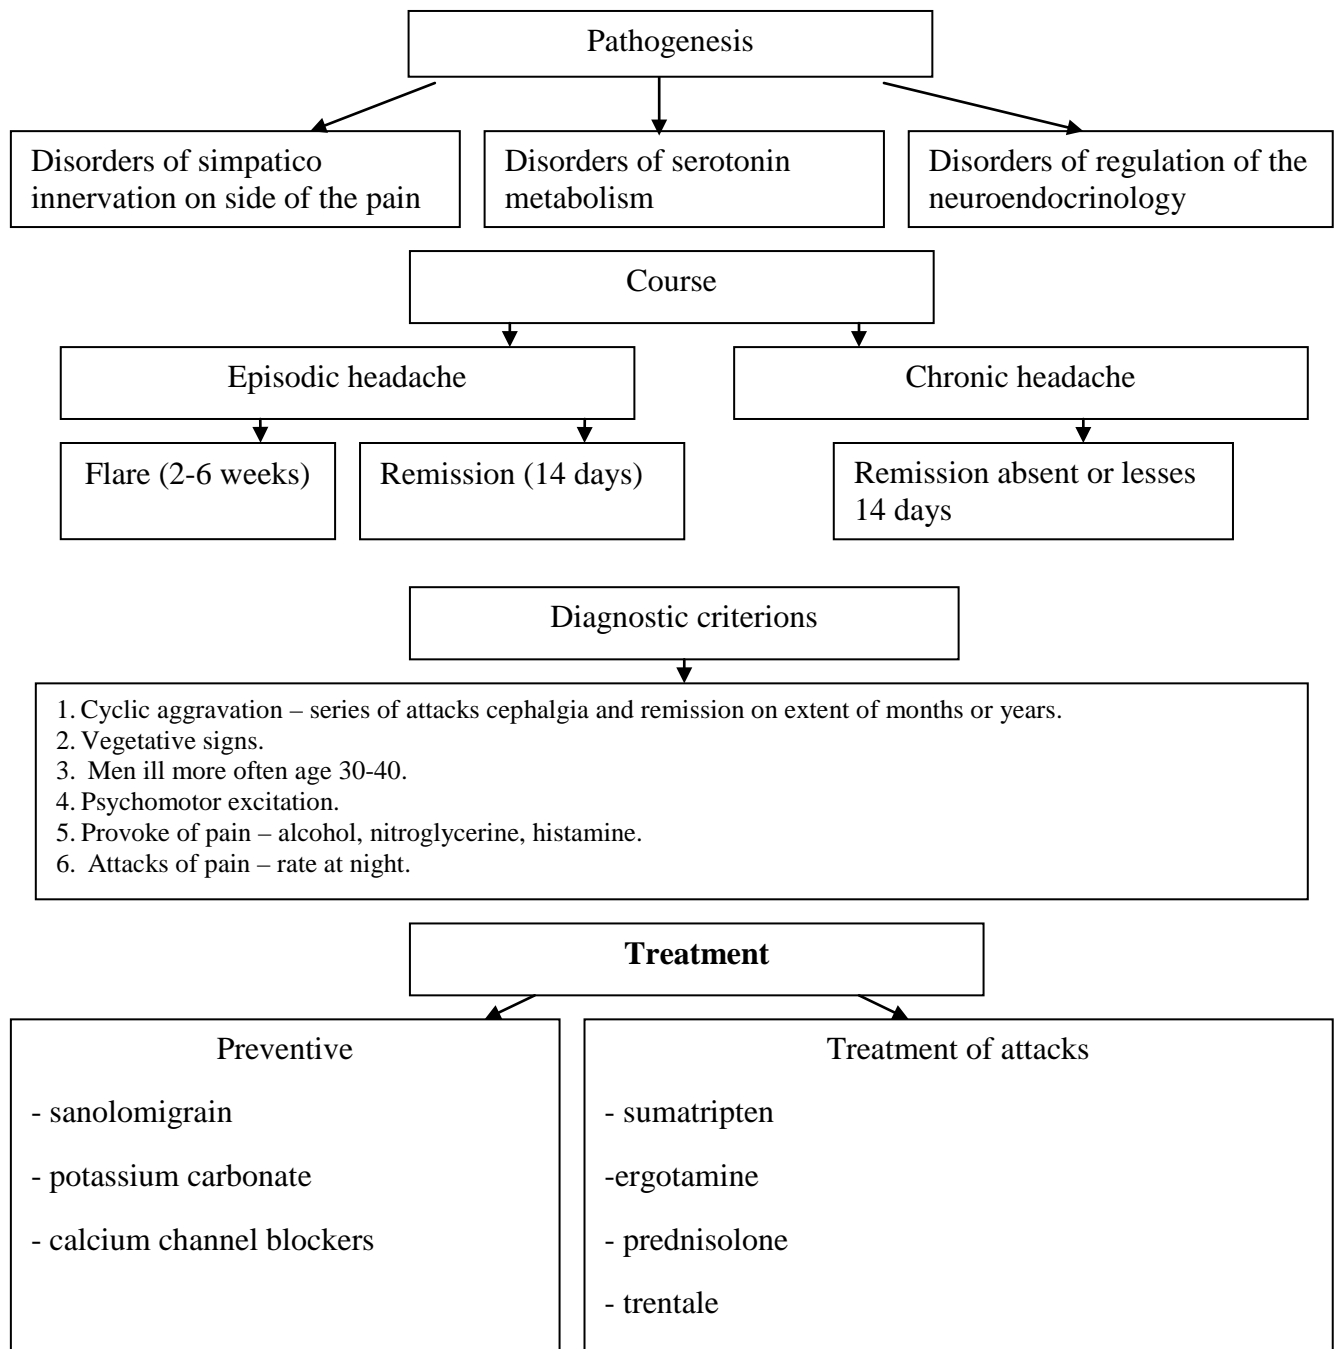 Pathogenesis
Disorders of simpatico
innervation on side of the pain
Disorders of serotonin
metabolism
Disorders of regulation of the
neuroendocrinology
Course
Episodic headache
Chronic headache
Flare (2-6 weeks)
Remission (14 days)
Remission absent or lesses
14 days
Diagnostic criterions
1. Cyclic aggravation – series of attacks cephalgia and remission on extent of months or years.
2. Vegetative signs.
3. Men ill more often age 30-40.
4. Psychomotor excitation.
5. Provoke of pain – alcohol, nitroglycerine, histamine.
6. Attacks of pain – rate at night.
Treatment
Preventive
- sanolomigrain
- potassium carbonate
- calcium channel blockers
Treatment of attacks
- sumatripten
-ergotamine
- prednisolone
- trentale